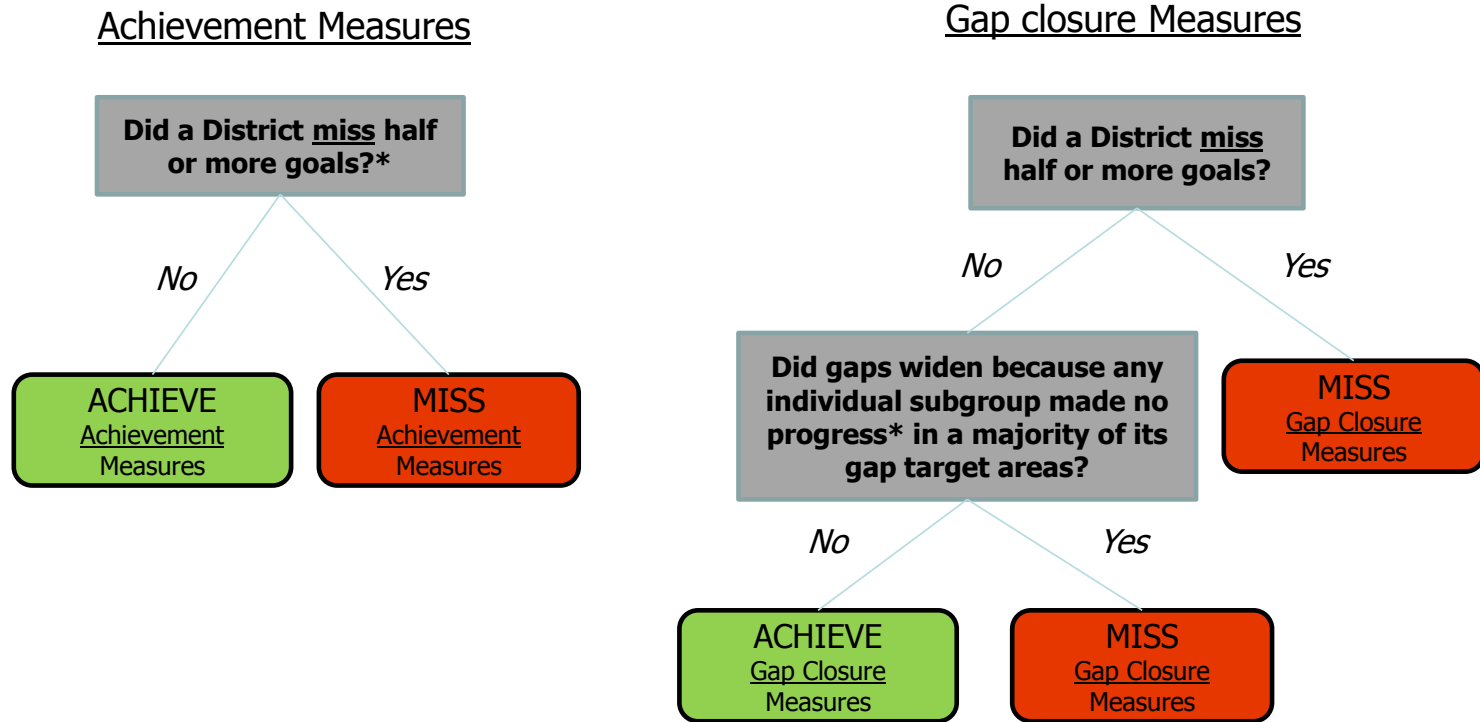 Achievement Measures
Did a District miss half
or more goals?*
No
Yes
ACHIEVE
Achievement
Measures
MISS
Achievement
Measures
Gap closure Measures
Did a District miss
half or more goals?
No
Yes
Did gaps widen because any
individual subgroup made no
progress* in a majority of its
gap target areas?
MISS
Gap Closure
Measures
No
Yes
ACHIEVE
Gap Closure
Measures
MISS
Gap Closure
Measures